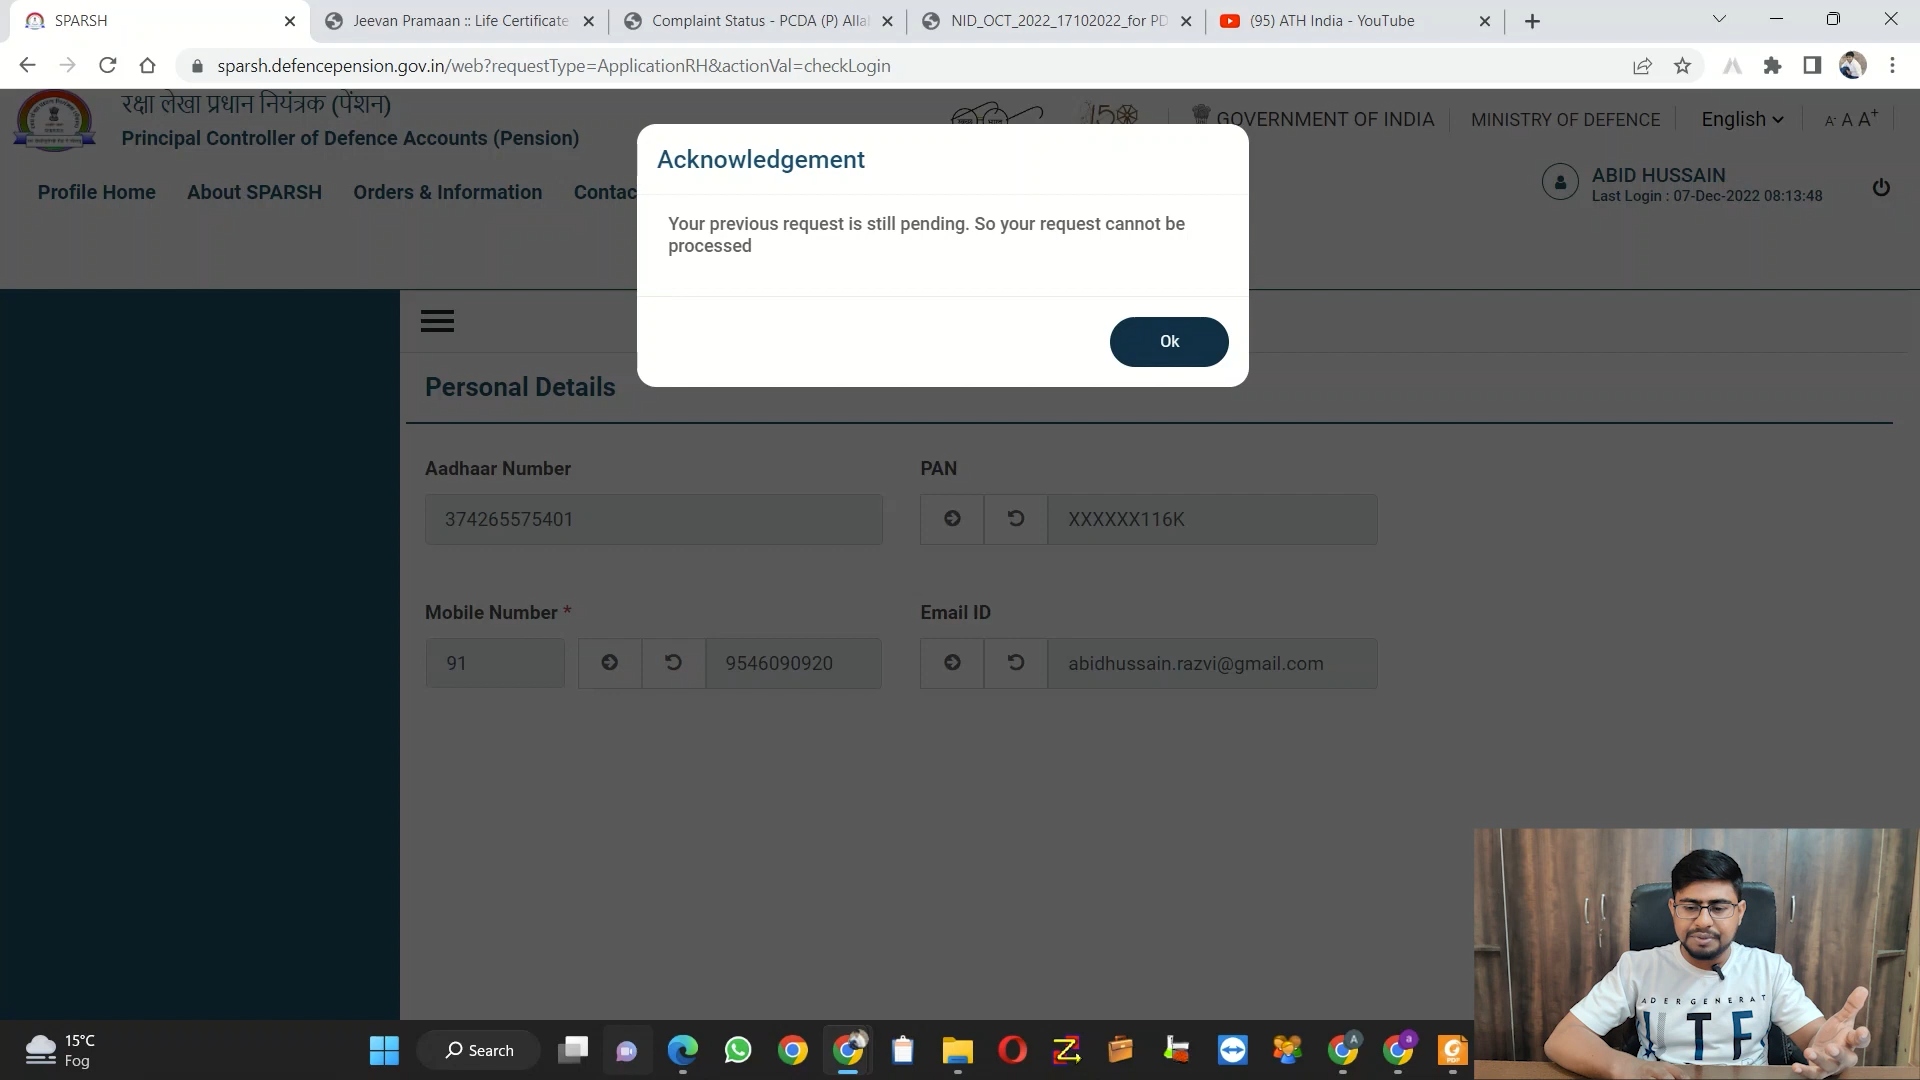 SPARSH
Jeevan Pramaan :: Life Certificate
Complaint Status - PCDA (P) Alla
NID_OCT_2022_17102022_for PD
(95) ATH India - YouTube
sparsh.defencepension.gov.in/web?requestType=ApplicationRH&actionVal=checkLogin
रक्षा लेखा प्रधान नियंत्रक (पेंशन)
Principal Controller of Defence Accounts (Pension)
GOVERNMENT OF INDIA
MINISTRY OF DEFENCE
English
A- A A+
Profile Home
About SPARSH
Orders & Information
Contac
ABID HUSSAIN
Last Login : 07-Dec-2022 08:13:48
Acknowledgement
Your previous request is still pending. So your request cannot be
processed
Ok
Personal Details
Aadhaar Number
PAN
374265575401
XXXXXX116K
Mobile Number *
Email ID
91
9546090920
abidhussain.razvi@gmail.com
15°C
Fog
Search
ADERGENERAT
UTF